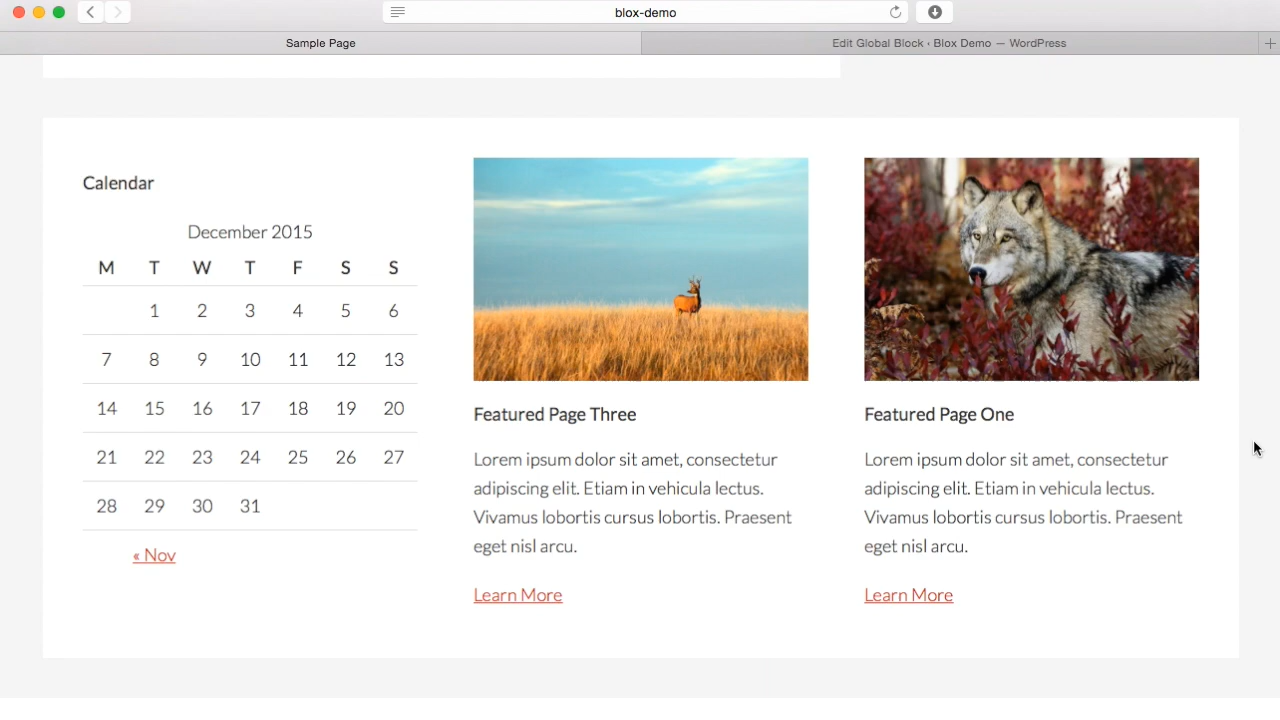 blox-demo
Sample Page
Edit Global Block ‹ Blox Demo — WordPress
Calendar
December 2015
M T W T F S S
1 2 3 4 5 6
7 8 9 10 11 12 13
14 15 16 17 18 19 20
21 22 23 24 25 26 27
28 29 30 31
« Nov
Featured Page Three
Lorem ipsum dolor sit amet, consectetur
adipiscing elit. Etiam in vehicula lectus.
Vivamus lobortis cursus lobortis. Praesent
eget nisl arcu.
Learn More
Featured Page One
Lorem ipsum dolor sit amet, consectetur
adipiscing elit. Etiam in vehicula lectus.
Vivamus lobortis cursus lobortis. Praesent
eget nisl arcu.
Learn More